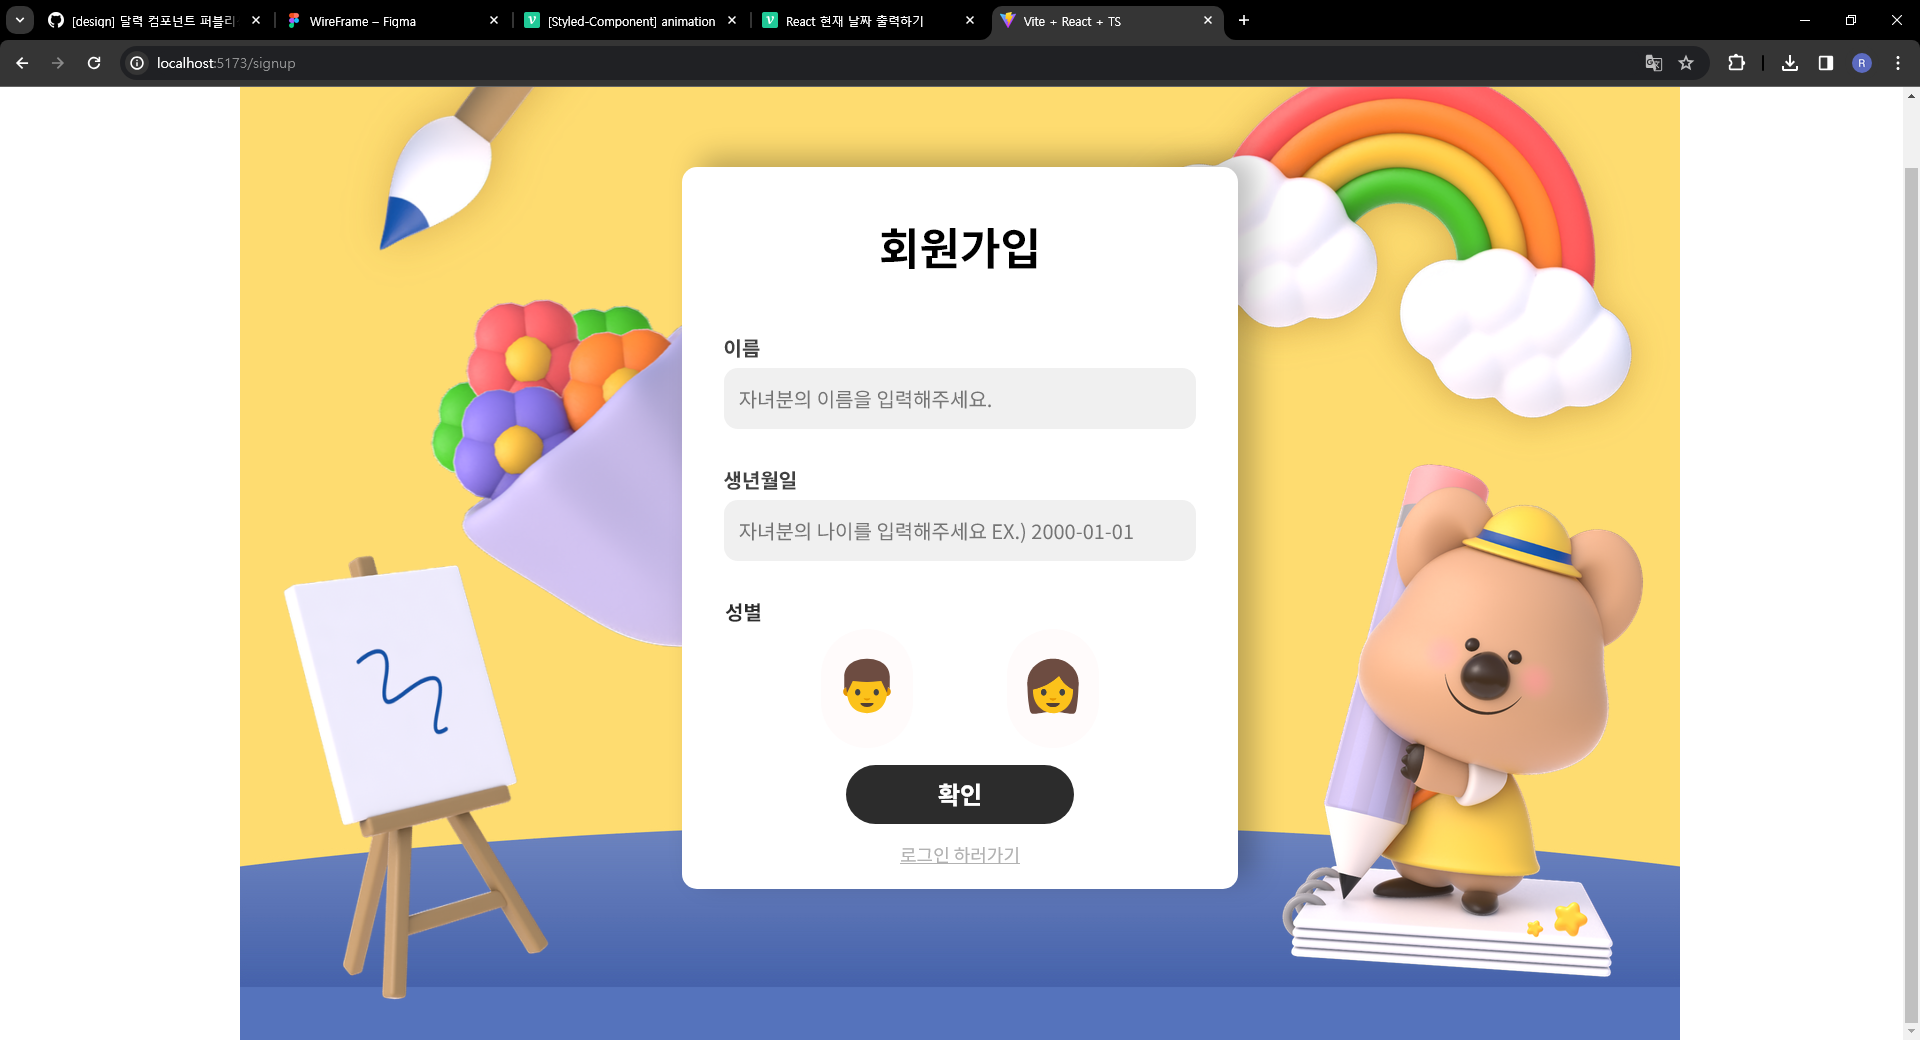 [design] 달력 컴포넌트 퍼블리
WireFrame – Figma
[Styled-Component] animation
React 현재 날짜 출력하기
Vite + React + TS
localhost:5173/signup
R
회원가입
이름
자녀분의 이름을 입력해주세요.
생년월일
자녀분의 나이를 입력해주세요 EX.) 2000-01-01
성별
확인
로그인 하러가기